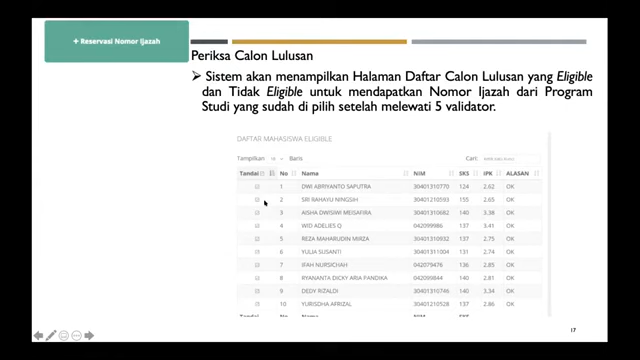 + Reservasi Nomor Ijazah
Periksa Calon Lulusan
➢ Sistem akan menampilkan Halaman Daftar Calon Lulusan yang Eligible
dan Tidak Eligible untuk mendapatkan Nomor Ijazah dari Program
Studi yang sudah di pilih setelah melewati 5 validator.
DAFTAR MAHASISWA ELIGIBLE
Tampilkan 10 Baris Cari:
Tandai No Nama NIM SKS IPK ALASAN
1 DWI ABRIYANTO SAPUTRA 30401310770 124 2.62 OK
2 SRI RAHAYU NINGSIH 30401210593 155 2.65 OK
3 AISHA DWISIWI MEISAFIRA 30401310682 140 3.38 OK
4 WID ADELIES Q 042099986 137 3.41 OK
5 REZA MAHARUDIN MIRZA 30401310932 137 2.75 OK
6 YULIA SUSANTI 30401311004 131 2.74 OK
7 IFAH NURSICHAH 042079476 136 2.85 OK
8 RYANANTA DICKY ARIA PANDIKA 042099844 140 2.81 OK
9 DEDY RIZALDI 30401310746 140 3.34 OK
10 YURISDHA AFRIZAL 30401210528 137 2.86 OK
Tandai No Nama NIM SKS
17